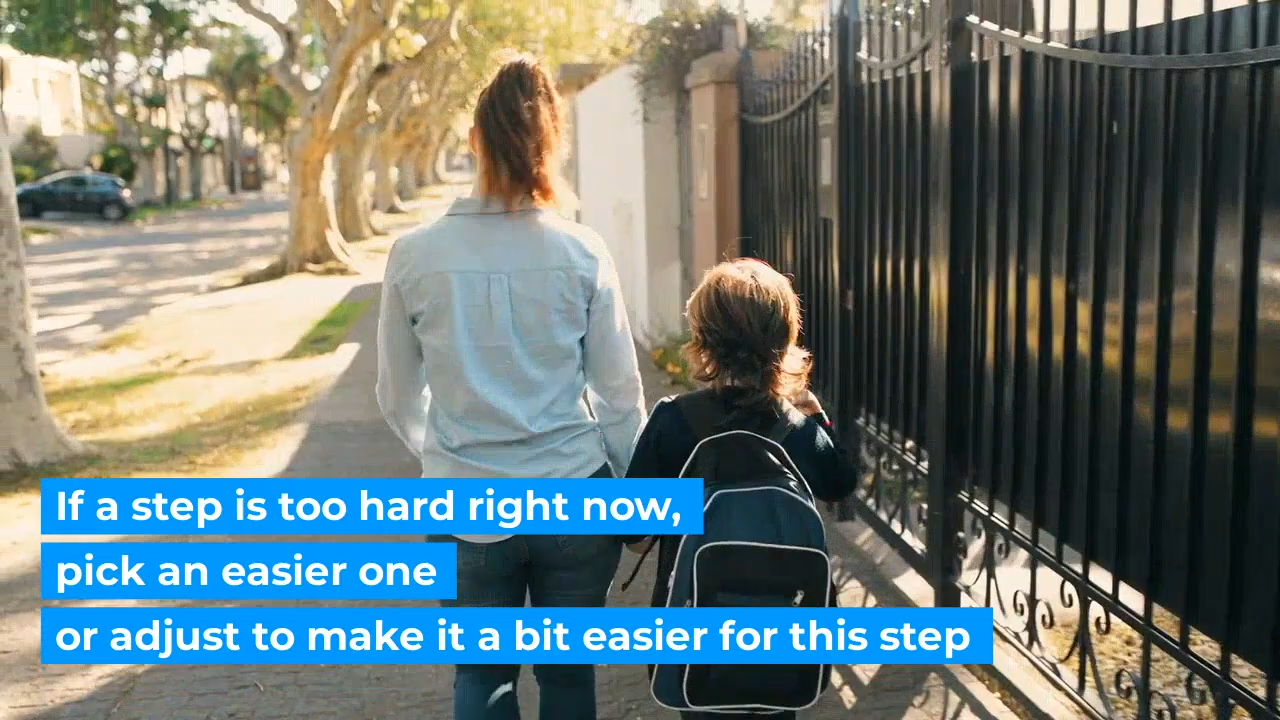 If a step is too hard right now,
pick an easier one
or adjust to make it a bit easier for this step